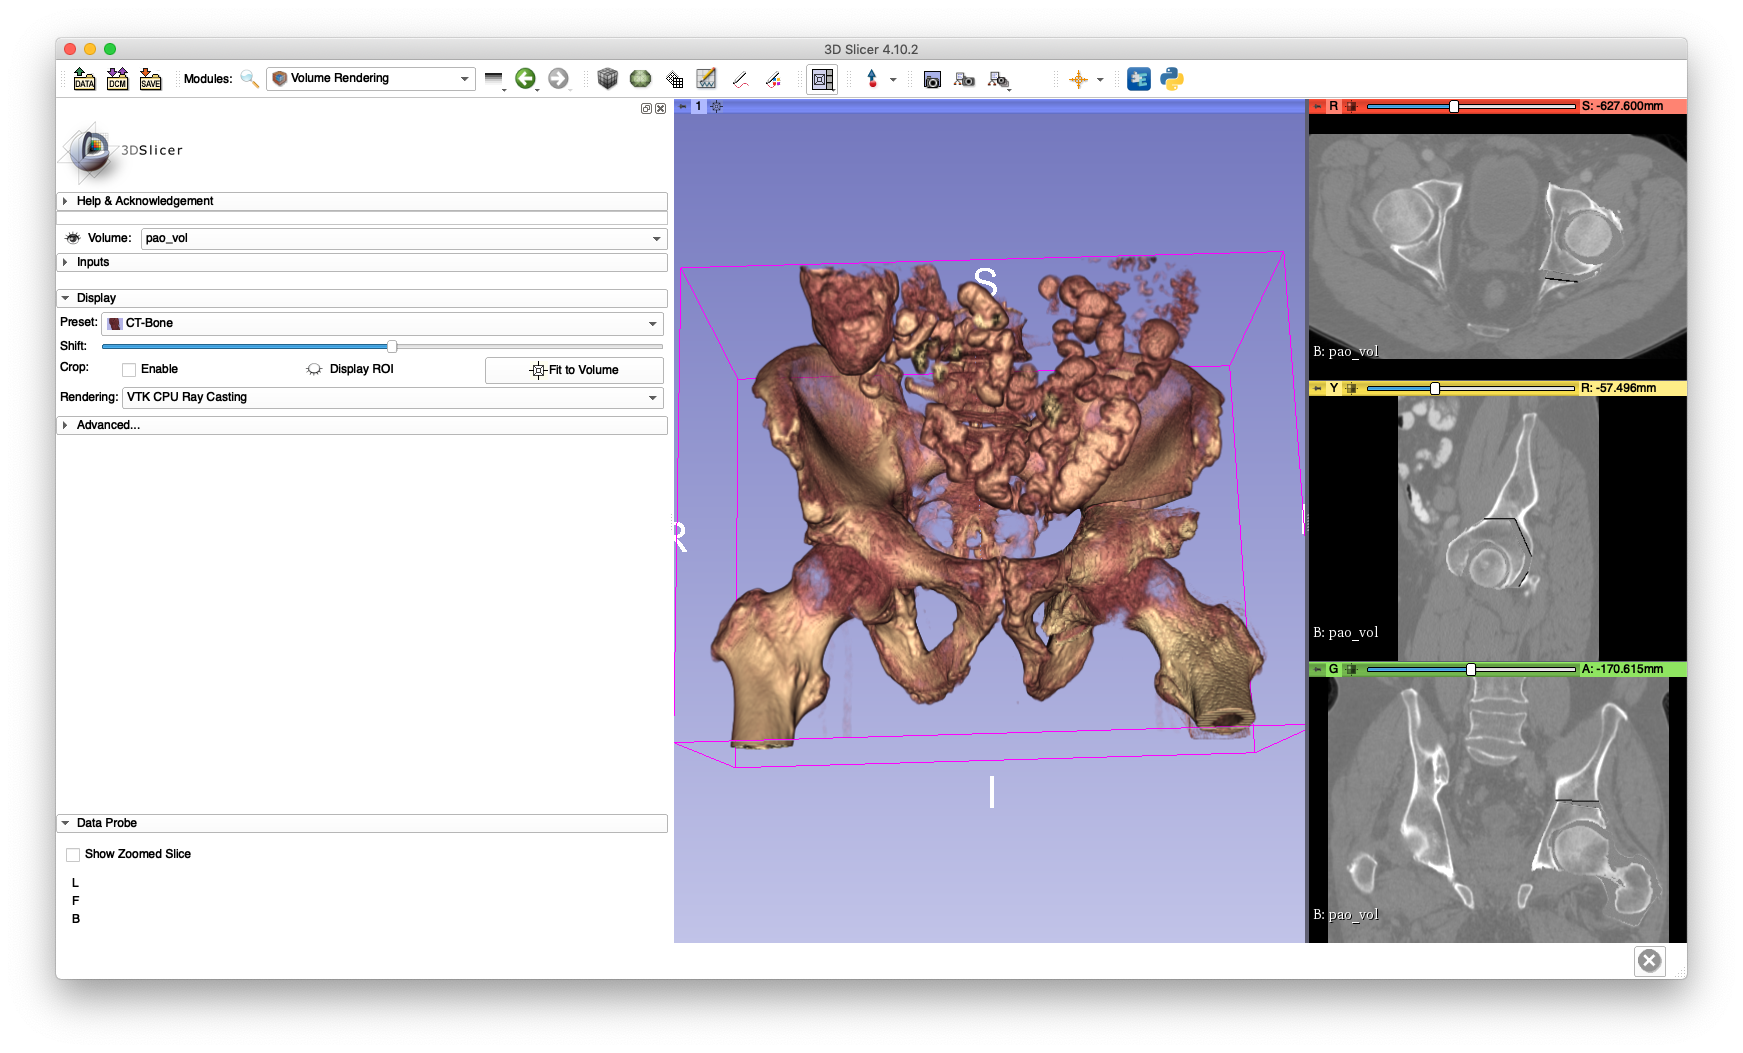 3D Slicer 4.10.2
DATA
DCM
SAVE
Modules:
Volume Rendering
3DSlicer
Help & Acknowledgement
Volume: pao_vol
Inputs
Display
Preset: CT-Bone
Shift:
Crop: Enable Display ROI Fit to Volume
Rendering: VTK CPU Ray Casting
Advanced...
Data Probe
Show Zoomed Slice
L
F
B
1
S
R
I
R S: -627.600mm
B: pao_vol
Y R: -57.496mm
B: pao_vol
G A: -170.615mm
B: pao_vol